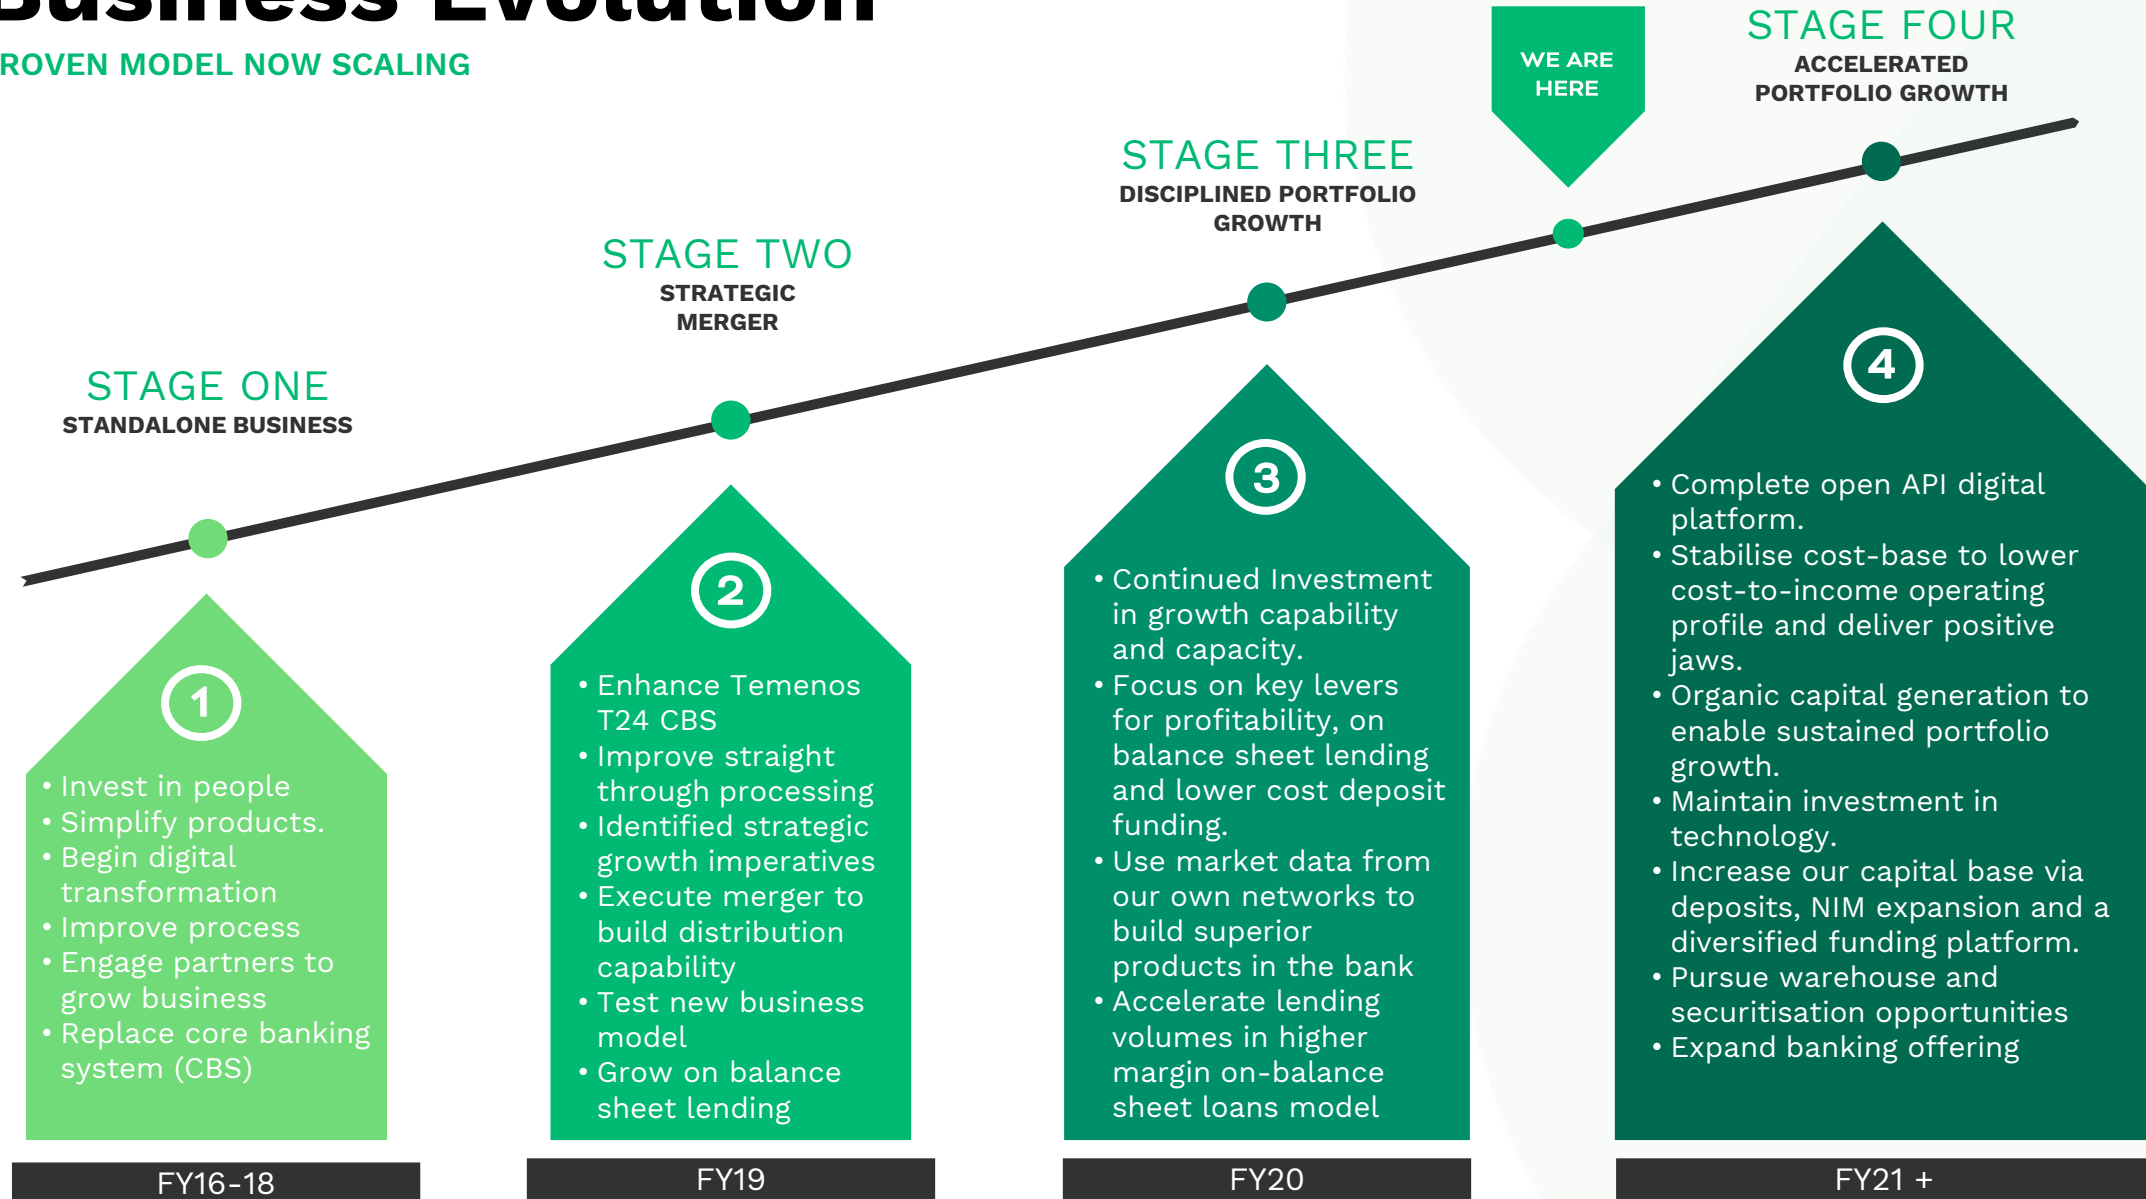 Business Evolution
ROVEN MODEL NOW SCALING
WE ARE
HERE
STAGE FOUR
ACCELERATED
PORTFOLIO GROWTH
STAGE THREE
DISCIPLINED PORTFOLIO
GROWTH
STAGE TWO
STRATEGIC
MERGER
STAGE ONE
STANDALONE BUSINESS
1
• Invest in people
• Simplify products.
• Begin digital
transformation
• Improve process
• Engage partners to
grow business
• Replace core banking
system (CBS)
FY16-18
2
• Enhance Temenos
T24 CBS
• Improve straight
through processing
• Identified strategic
growth imperatives
• Execute merger to
build distribution
capability
• Test new business
model
• Grow on balance
sheet lending
FY19
3
• Continued Investment
in growth capability
and capacity.
• Focus on key levers
for profitability, on
balance sheet lending
and lower cost deposit
funding.
• Use market data from
our own networks to
build superior
products in the bank
• Accelerate lending
volumes in higher
margin on-balance
sheet loans model
FY20
4
• Complete open API digital
platform.
• Stabilise cost-base to lower
cost-to-income operating
profile and deliver positive
jaws.
• Organic capital generation to
enable sustained portfolio
growth.
• Maintain investment in
technology.
• Increase our capital base via
deposits, NIM expansion and a
diversified funding platform.
• Pursue warehouse and
securitisation opportunities
• Expand banking offering
FY21 +